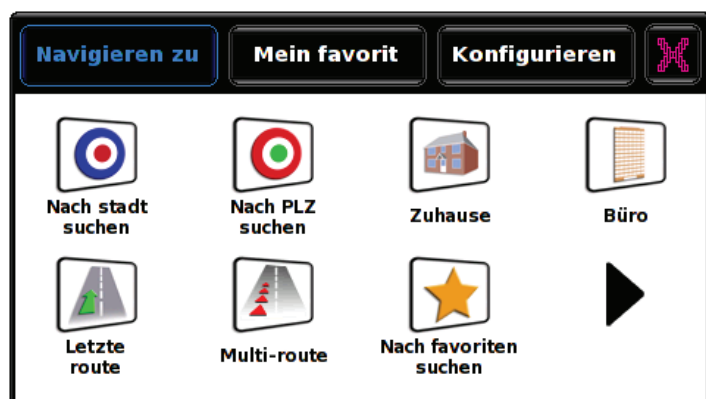 Navigieren zu
Mein favorit
Konfigurieren
Nach stadt
suchen
Nach PLZ
suchen
Zuhause
Büro
Letzte
route
Multi-route
Nach favoriten
suchen